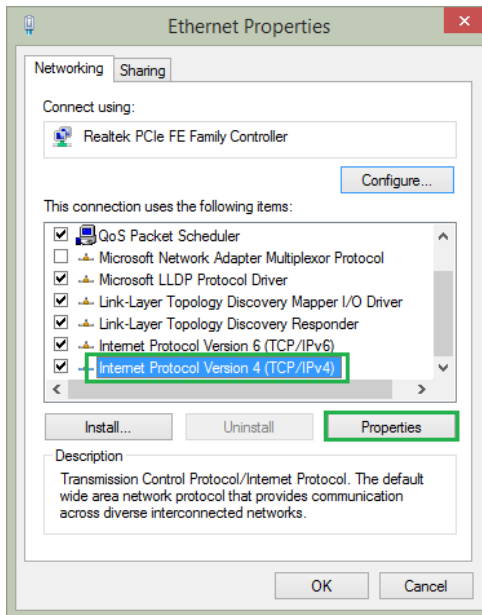 Ethernet Properties
Networking
Sharing
Connect using:
Realtek PCIe FE Family Controller
Configure...
This connection uses the following items:
QoS Packet Scheduler
Microsoft Network Adapter Multiplexor Protocol
Microsoft LLDP Protocol Driver
Link-Layer Topology Discovery Mapper I/O Driver
Link-Layer Topology Discovery Responder
Internet Protocol Version 6 (TCP/IPv6)
Internet Protocol Version 4 (TCP/IPv4)
Install...
Uninstall
Properties
Description
Transmission Control Protocol/Internet Protocol. The default
wide area network protocol that provides communication
across diverse interconnected networks.
OK
Cancel